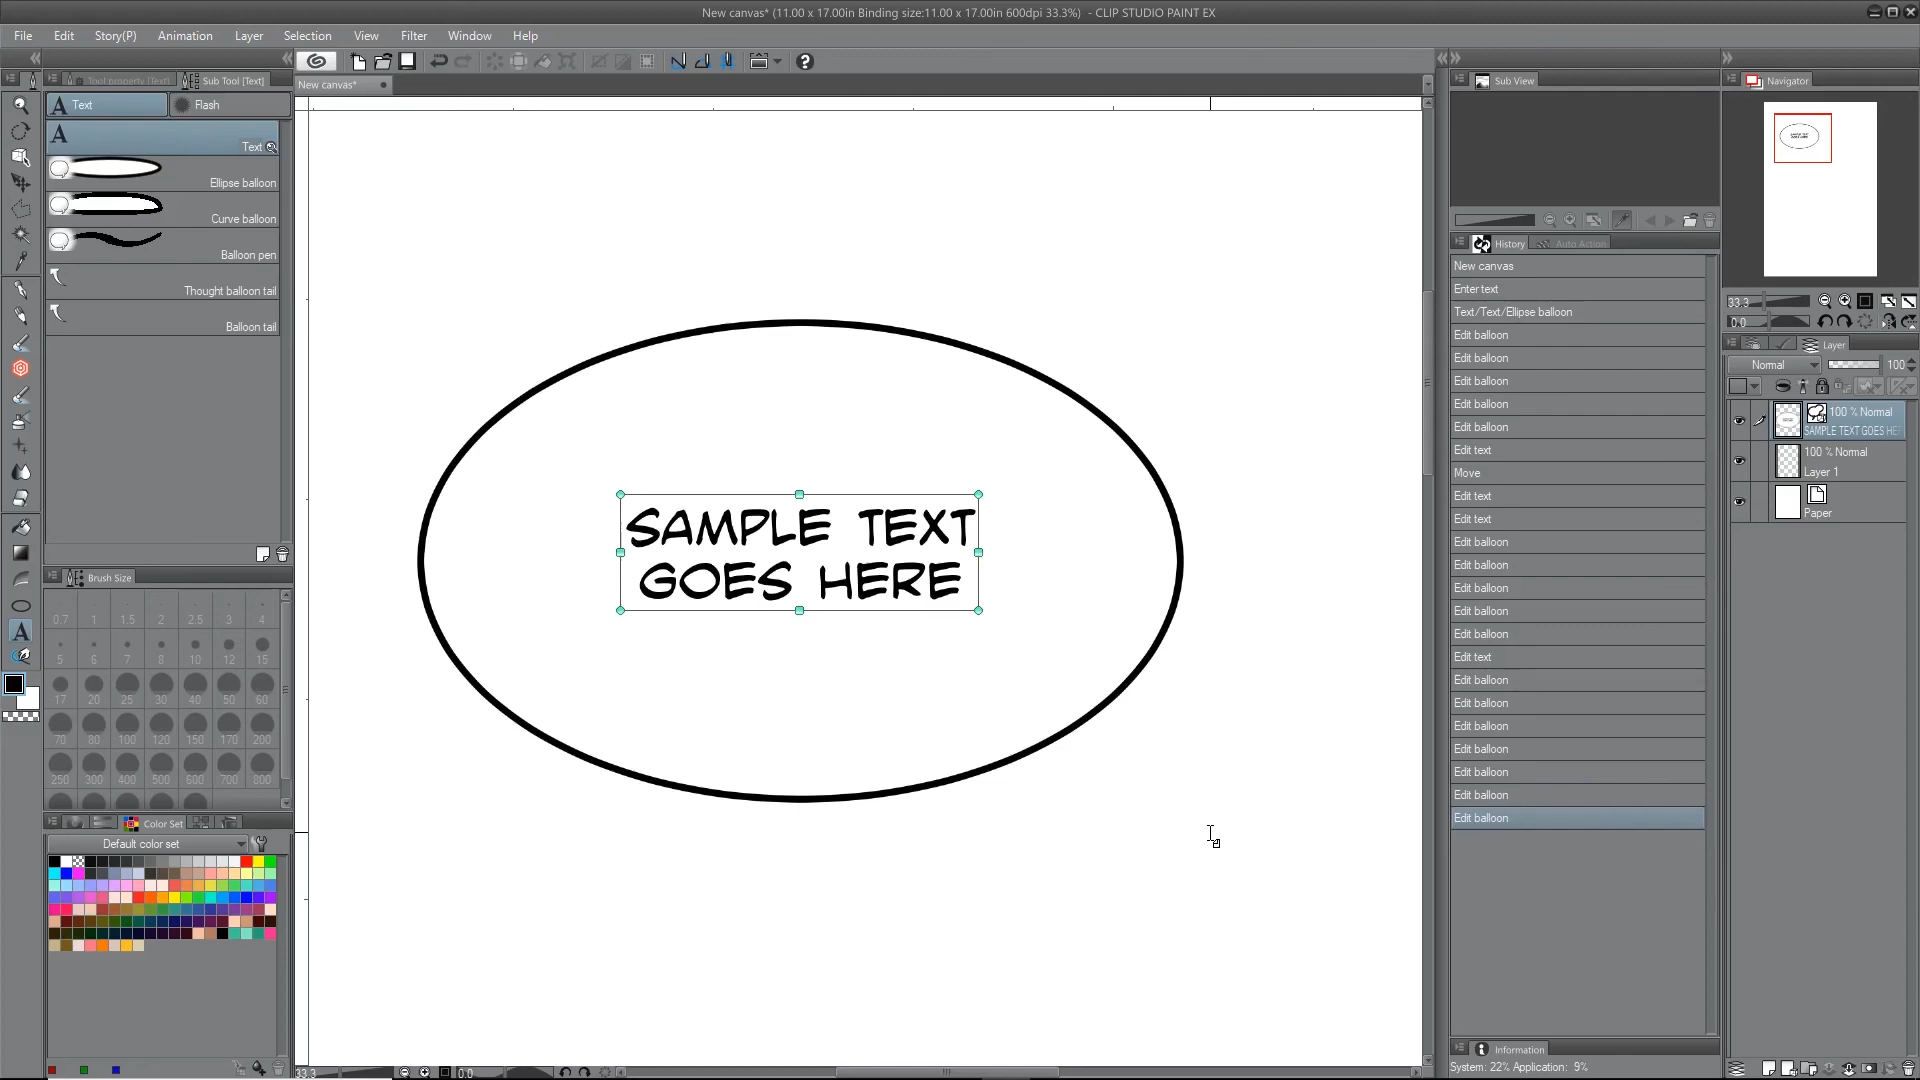 New canvas* (11.00 x 17.00in Binding size:11.00 x 17.00in 600dpi 33.3%) - CLIP STUDIO PAINT EX
File Edit Story(P) Animation Layer Selection View Filter Window Help
Tool property [Text] Sub Tool [Text]
Text Flash
Text
Ellipse balloon
Curve balloon
Balloon pen
Thought balloon tail
Balloon tail
Brush Size
0.7 1 1.5 2 2.5 3 4
5 6 7 8 10 12 15
17 20 25 30 40 50 60
70 80 100 120 150 170 200
250 300 400 500 600 700 800
Color Set
Default color set
New canvas*
SAMPLE TEXT
GOES HERE
33.3 0.0
Sub View
History Auto Action
New canvas
Enter text
Text/Text/Ellipse balloon
Edit balloon
Edit balloon
Edit balloon
Edit balloon
Edit balloon
Edit text
Move
Edit text
Edit text
Edit balloon
Edit balloon
Edit balloon
Edit balloon
Edit balloon
Edit text
Edit balloon
Edit balloon
Edit balloon
Edit balloon
Edit balloon
Edit balloon
Edit balloon
Information
System: 22% Application: 9%
Navigator
33.3
0.0
Layer
Normal 100
100 % Normal
SAMPLE TEXT GOES HE
100 % Normal
Layer 1
Paper